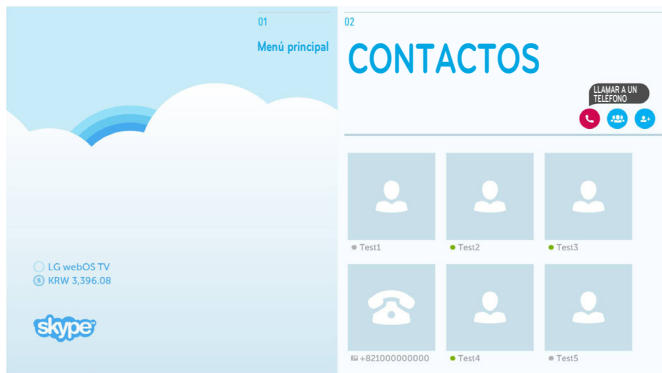 01
Menú principal
LG webOS TV
KRW 3,396.08
skype
02
CONTACTOS
LLAMAR A UN
TELÉFONO
Test1
Test2
Test3
+821000000000
Test4
Test5